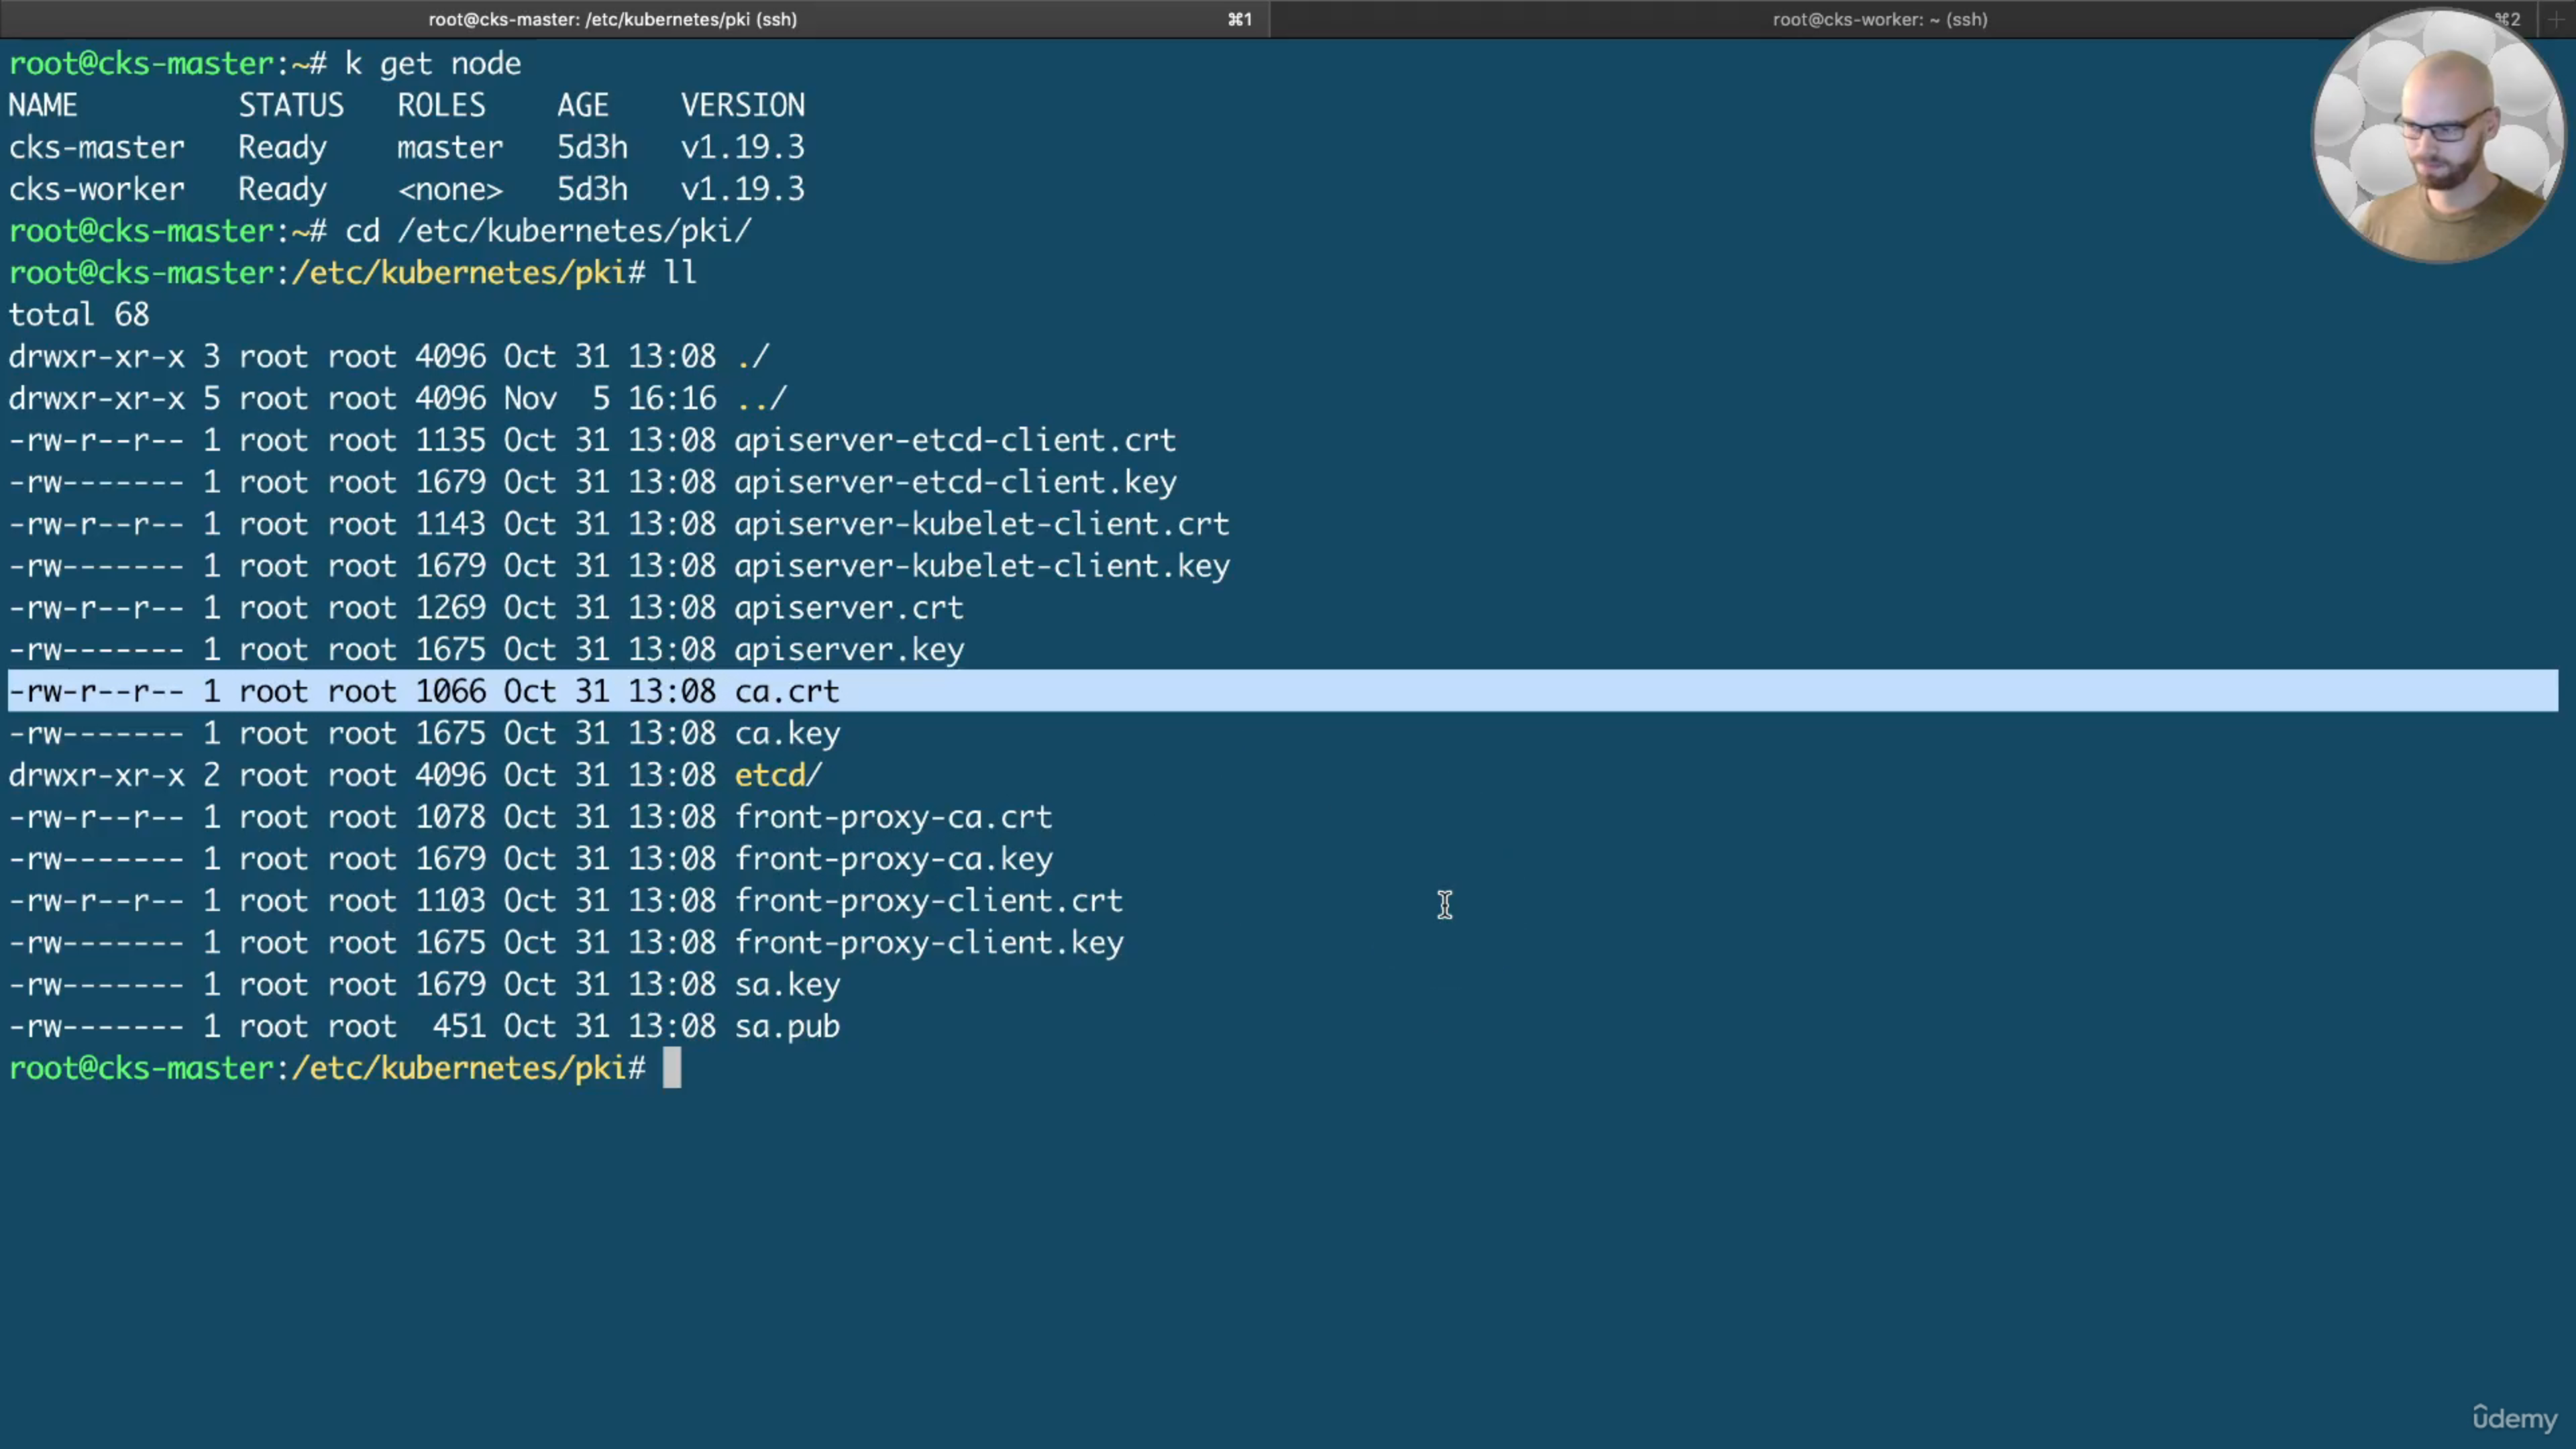 root@cks-master: /etc/kubernetes/pki (ssh) ⌘1 root@cks-worker: ~ (ssh) ⌘2 +
root@cks-master:~# k get node
NAME STATUS ROLES AGE VERSION
cks-master Ready master 5d3h v1.19.3
cks-worker Ready <none> 5d3h v1.19.3
root@cks-master:~# cd /etc/kubernetes/pki/
root@cks-master:/etc/kubernetes/pki# ll
total 68
drwxr-xr-x 3 root root 4096 Oct 31 13:08 ./
drwxr-xr-x 5 root root 4096 Nov 5 16:16 ../
-rw-r--r-- 1 root root 1135 Oct 31 13:08 apiserver-etcd-client.crt
-rw------- 1 root root 1679 Oct 31 13:08 apiserver-etcd-client.key
-rw-r--r-- 1 root root 1143 Oct 31 13:08 apiserver-kubelet-client.crt
-rw------- 1 root root 1679 Oct 31 13:08 apiserver-kubelet-client.key
-rw-r--r-- 1 root root 1269 Oct 31 13:08 apiserver.crt
-rw------- 1 root root 1675 Oct 31 13:08 apiserver.key
-rw-r--r-- 1 root root 1066 Oct 31 13:08 ca.crt
-rw------- 1 root root 1675 Oct 31 13:08 ca.key
drwxr-xr-x 2 root root 4096 Oct 31 13:08 etcd/
-rw-r--r-- 1 root root 1078 Oct 31 13:08 front-proxy-ca.crt
-rw------- 1 root root 1679 Oct 31 13:08 front-proxy-ca.key
-rw-r--r-- 1 root root 1103 Oct 31 13:08 front-proxy-client.crt
-rw------- 1 root root 1675 Oct 31 13:08 front-proxy-client.key
-rw------- 1 root root 1679 Oct 31 13:08 sa.key
-rw------- 1 root root 451 Oct 31 13:08 sa.pub
root@cks-master:/etc/kubernetes/pki#
ûdemy